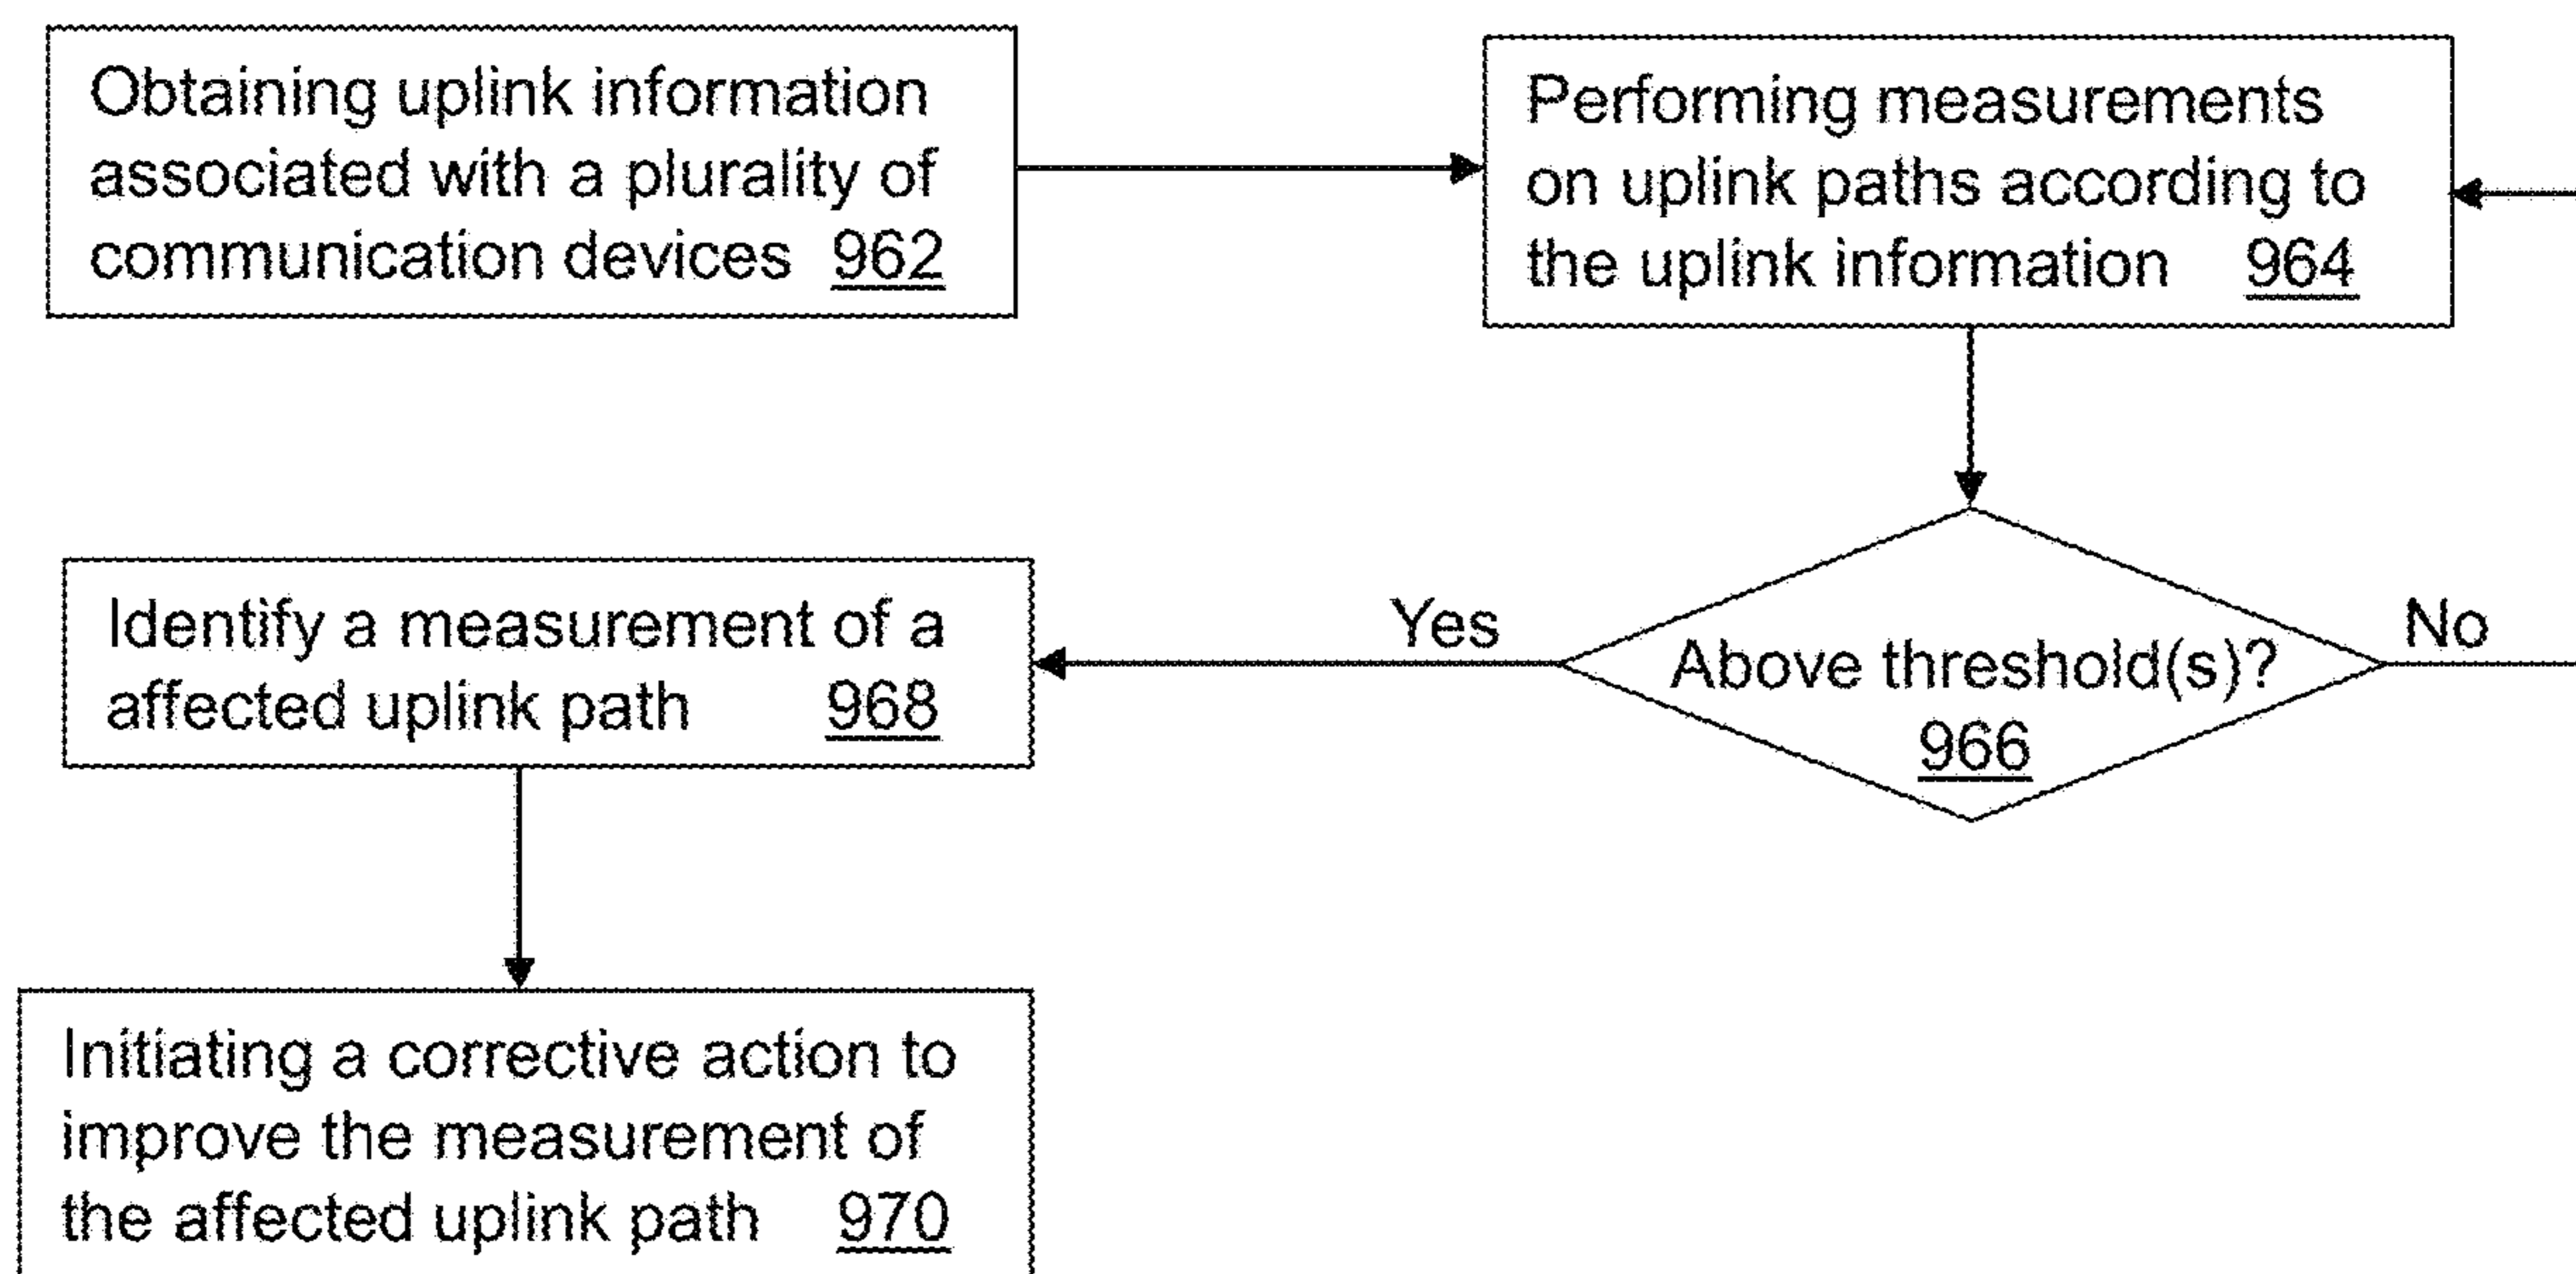 Obtaining uplink information
associated with a plurality of
communication devices 962
Performing measurements
on uplink paths according to
the uplink information 964
Above threshold(s)?
966
Yes
No
Identify a measurement of a
affected uplink path 968
Initiating a corrective action to
improve the measurement of
the affected uplink path 970